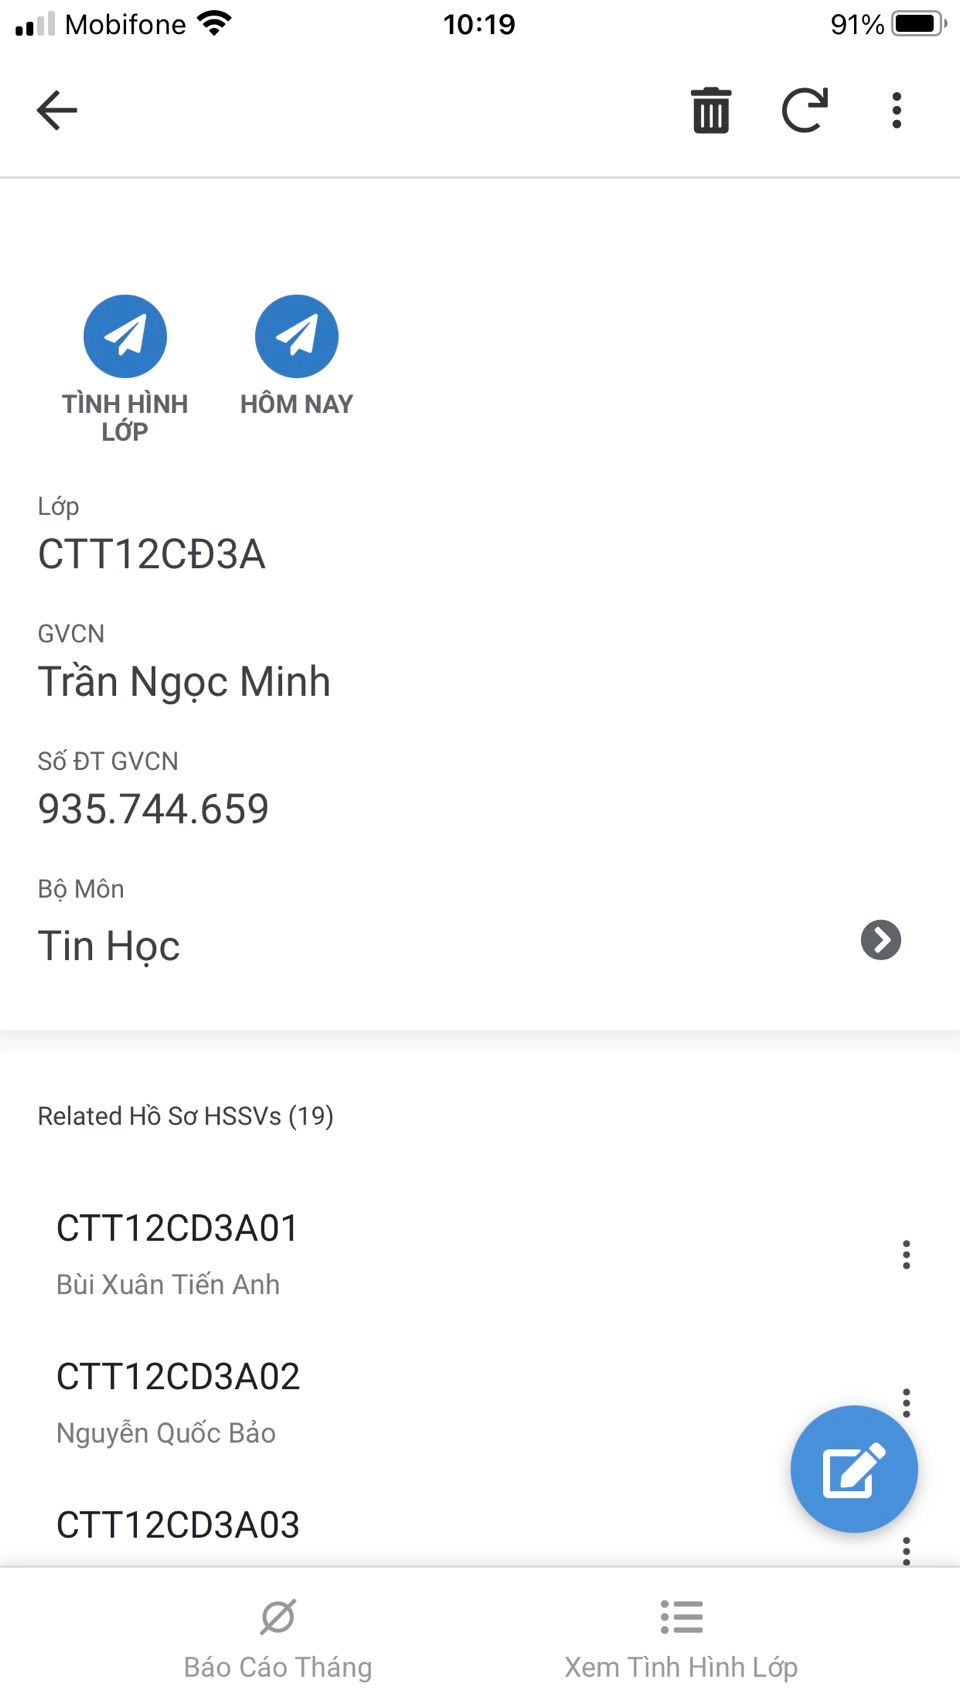 Mobifone 10:19 91%
TÌNH HÌNH
LỚP
HÔM NAY
Lớp
CTT12CĐ3A
GVCN
Trần Ngọc Minh
Số ĐT GVCN
935.744.659
Bộ Môn
Tin Học
Related Hồ Sơ HSSVs (19)
CTT12CD3A01
Bùi Xuân Tiến Anh
CTT12CD3A02
Nguyễn Quốc Bảo
CTT12CD3A03
Báo Cáo Tháng
Xem Tình Hình Lớp